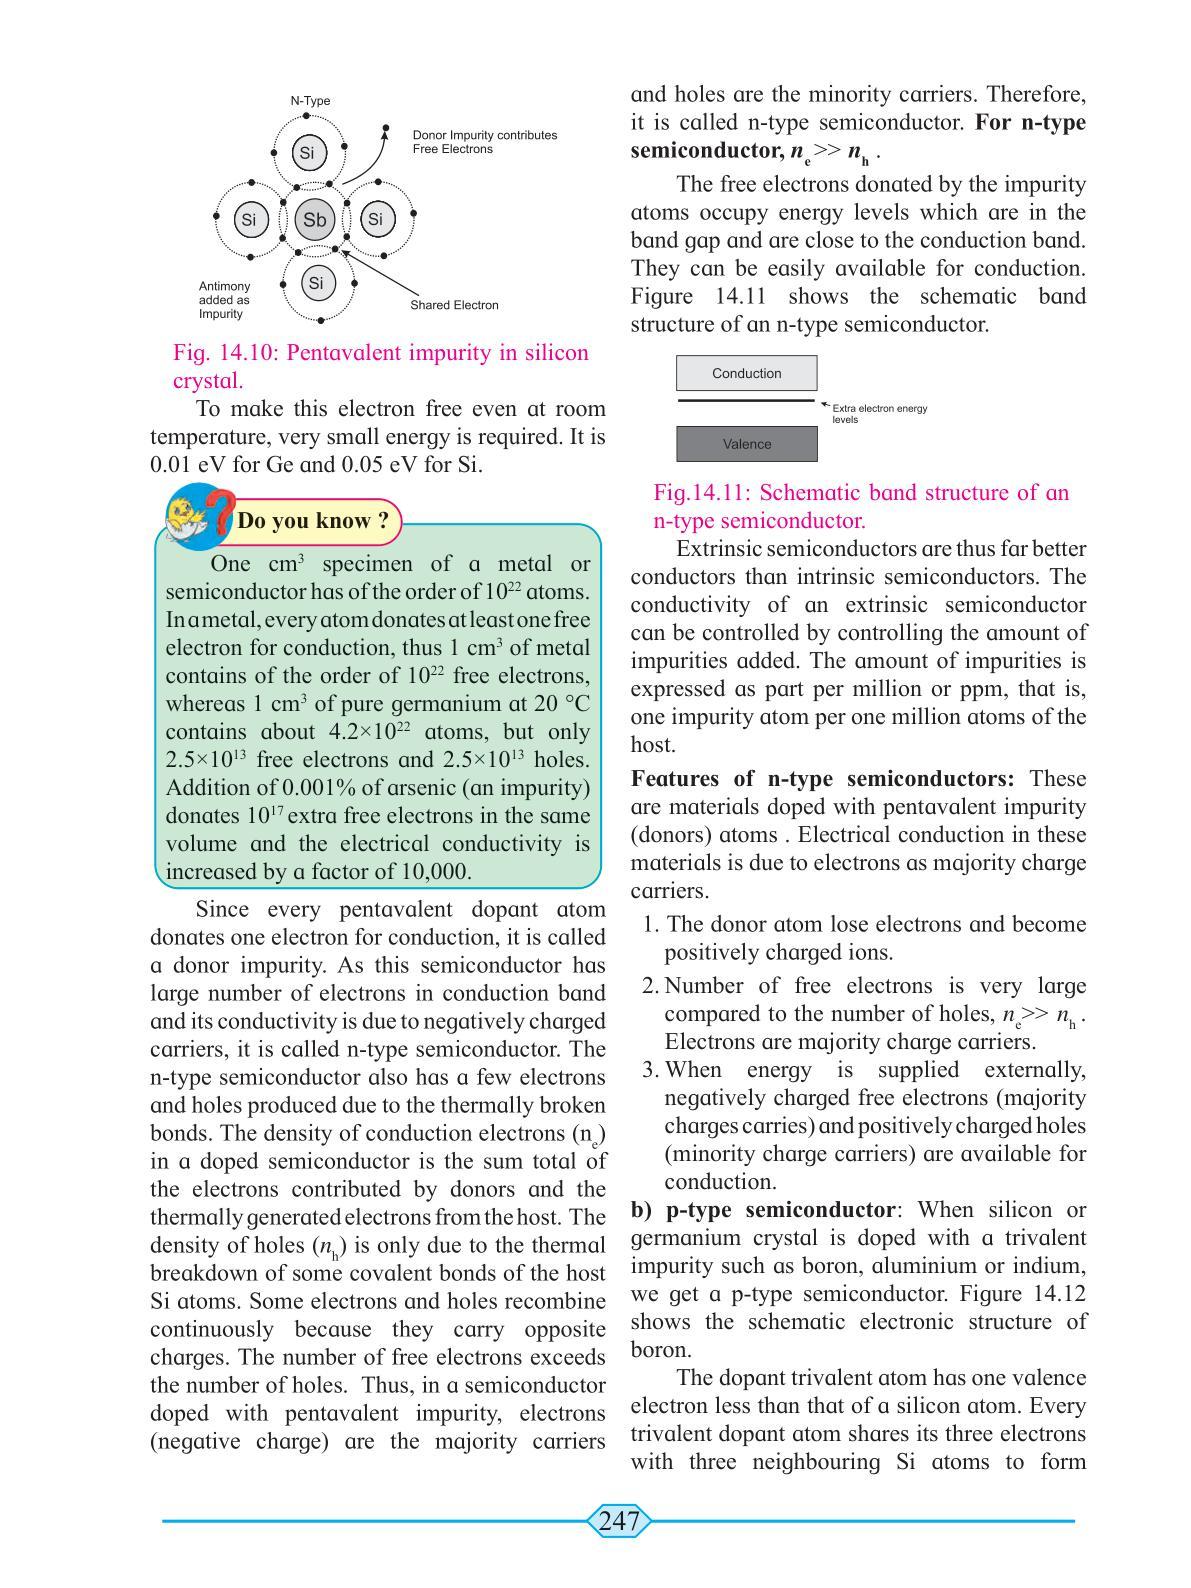 N-Type
Donor Impurity contributes
Free Electrons
Si
Si
Sb
Si
Si
Antimony
added as
Impurity
Shared Electron
Fig. 14.10: Pentavalent impurity in silicon
crystal.
To make this electron free even at room
temperature, very small energy is required. It is
0.01 eV for Ge and 0.05 eV for Si.
Do you know ?
One cm³ specimen of a metal or
semiconductor has of the order of 10²² atoms.
In a metal, every atom donates at least one free
electron for conduction, thus 1 cm³ of metal
contains of the order of 10²² free electrons,
whereas 1 cm³ of pure germanium at 20 °C
contains about 4.2×10²² atoms, but only
2.5×10¹³ free electrons and 2.5×10¹³ holes.
Addition of 0.001% of arsenic (an impurity)
donates 10¹⁷ extra free electrons in the same
volume and the electrical conductivity is
increased by a factor of 10,000.
Since every pentavalent dopant atom
donates one electron for conduction, it is called
a donor impurity. As this semiconductor has
large number of electrons in conduction band
and its conductivity is due to negatively charged
carriers, it is called n-type semiconductor. The
n-type semiconductor also has a few electrons
and holes produced due to the thermally broken
bonds. The density of conduction electrons (nₑ)
in a doped semiconductor is the sum total of
the electrons contributed by donors and the
thermally generated electrons from the host. The
density of holes (nₕ) is only due to the thermal
breakdown of some covalent bonds of the host
Si atoms. Some electrons and holes recombine
continuously because they carry opposite
charges. The number of free electrons exceeds
the number of holes. Thus, in a semiconductor
doped with pentavalent impurity, electrons
(negative charge) are the majority carriers
and holes are the minority carriers. Therefore,
it is called n-type semiconductor. For n-type
semiconductor, nₑ >> nₕ .
The free electrons donated by the impurity
atoms occupy energy levels which are in the
band gap and are close to the conduction band.
They can be easily available for conduction.
Figure 14.11 shows the schematic band
structure of an n-type semiconductor.
Conduction
Extra electron energy
levels
Valence
Fig.14.11: Schematic band structure of an
n-type semiconductor.
Extrinsic semiconductors are thus far better
conductors than intrinsic semiconductors. The
conductivity of an extrinsic semiconductor
can be controlled by controlling the amount of
impurities added. The amount of impurities is
expressed as part per million or ppm, that is,
one impurity atom per one million atoms of the
host.
Features of n-type semiconductors: These
are materials doped with pentavalent impurity
(donors) atoms . Electrical conduction in these
materials is due to electrons as majority charge
carriers.
1. The donor atom lose electrons and become
positively charged ions.
2. Number of free electrons is very large
compared to the number of holes, nₑ>> nₕ .
Electrons are majority charge carriers.
3. When energy is supplied externally,
negatively charged free electrons (majority
charges carries) and positively charged holes
(minority charge carriers) are available for
conduction.
b) p-type semiconductor: When silicon or
germanium crystal is doped with a trivalent
impurity such as boron, aluminium or indium,
we get a p-type semiconductor. Figure 14.12
shows the schematic electronic structure of
boron.
The dopant trivalent atom has one valence
electron less than that of a silicon atom. Every
trivalent dopant atom shares its three electrons
with three neighbouring Si atoms to form
247